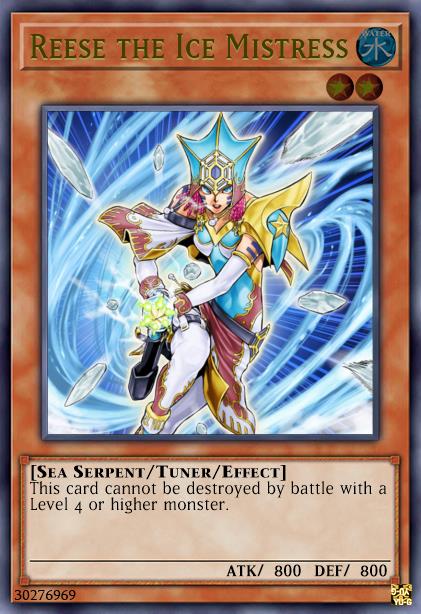 Reese the Ice Mistress
WATER
水
[Sea Serpent/Tuner/Effect]
This card cannot be destroyed by battle with a
Level 4 or higher monster.
ATK/ 800 DEF/ 800
30276969